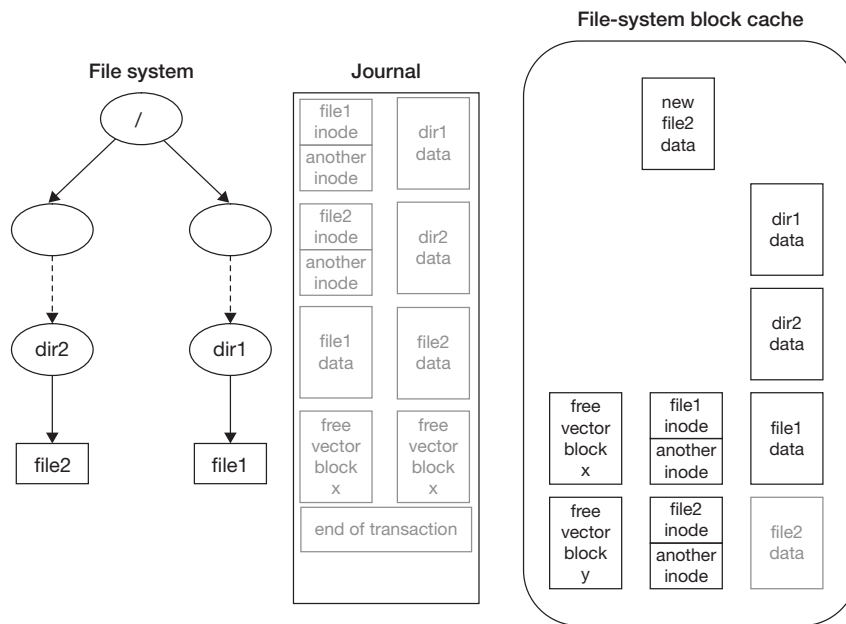 File system
/
dir2
dir1
file2
file1
Journal
file1
inode
another
inode
dir1
data
file2
inode
another
inode
dir2
data
file1
data
file2
data
free
vector
block
x
free
vector
block
x
end of transaction
File-system block cache
new
file2
data
dir1
data
dir2
data
free
vector
block
x
file1
inode
another
inode
file1
data
free
vector
block
y
file2
inode
another
inode
file2
data